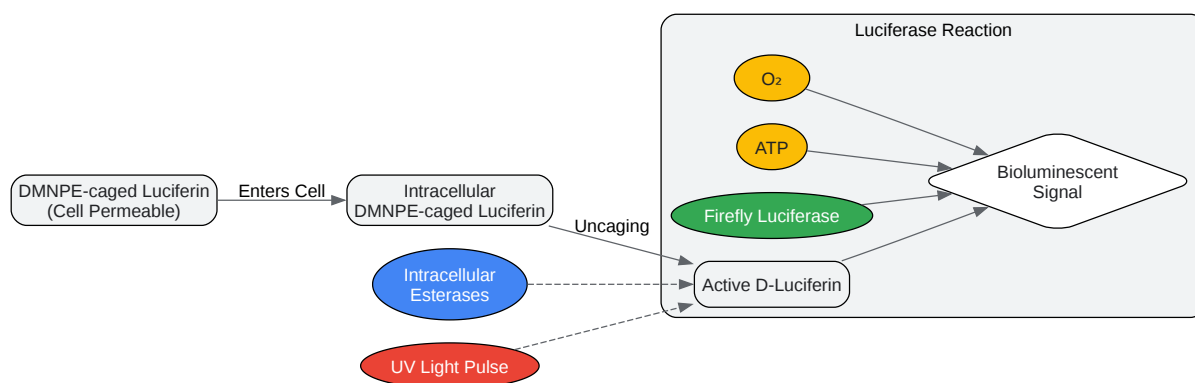 Luciferase Reaction
O₂
ATP
Bioluminescent
Signal
DMNPE-caged Luciferin
(Cell Permeable)
Enters Cell
Intracellular
DMNPE-caged Luciferin
Firefly Luciferase
Uncaging
Intracellular
Esterases
Active D-Luciferin
UV Light Pulse